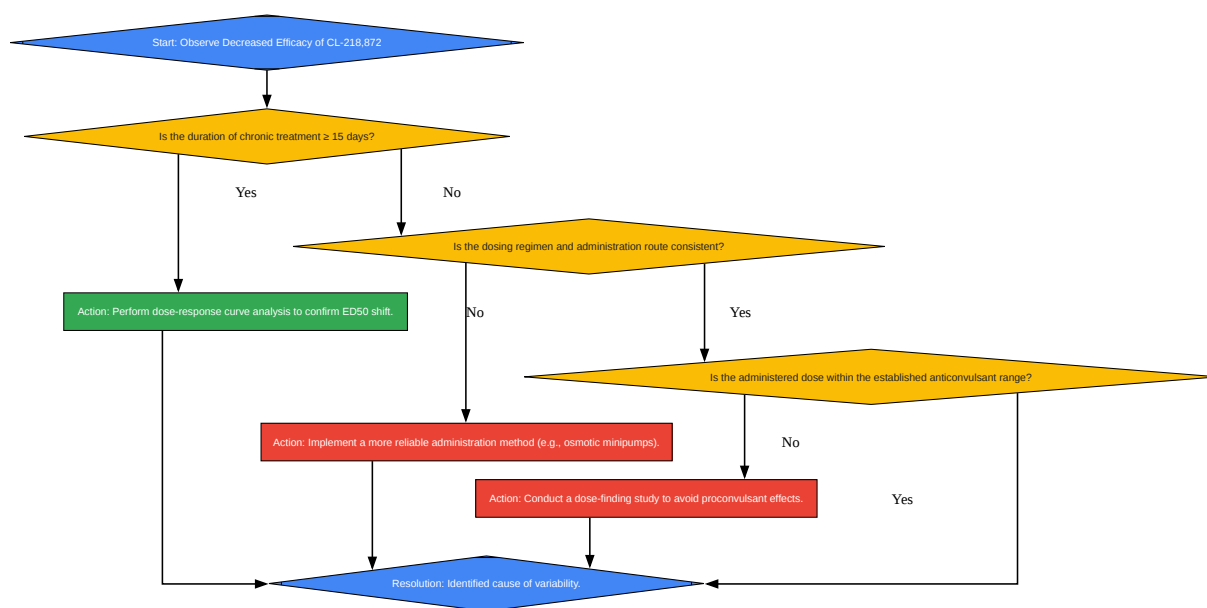 Start: Observe Decreased Efficacy of CL-218,872
Is the duration of chronic treatment ≥ 15 days?
Yes
No
Is the dosing regimen and administration route consistent?
Action: Perform dose-response curve analysis to confirm ED50 shift.
No
Yes
Is the administered dose within the established anticonvulsant range?
Action: Implement a more reliable administration method (e.g., osmotic minipumps).
No
Action: Conduct a dose-finding study to avoid proconvulsant effects.
Yes
Resolution: Identified cause of variability.